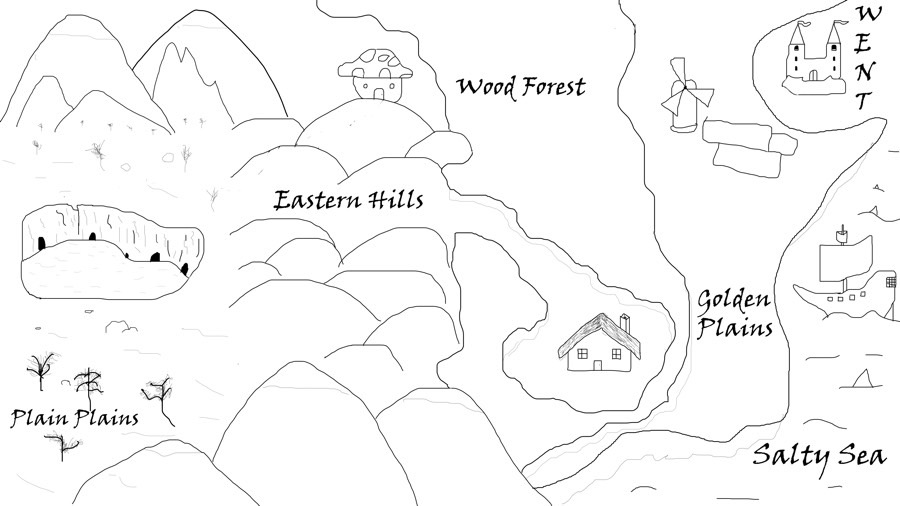 W
E
N
T
Wood Forest
Eastern Hills
Golden
Plains
Plain Plains
Salty Sea